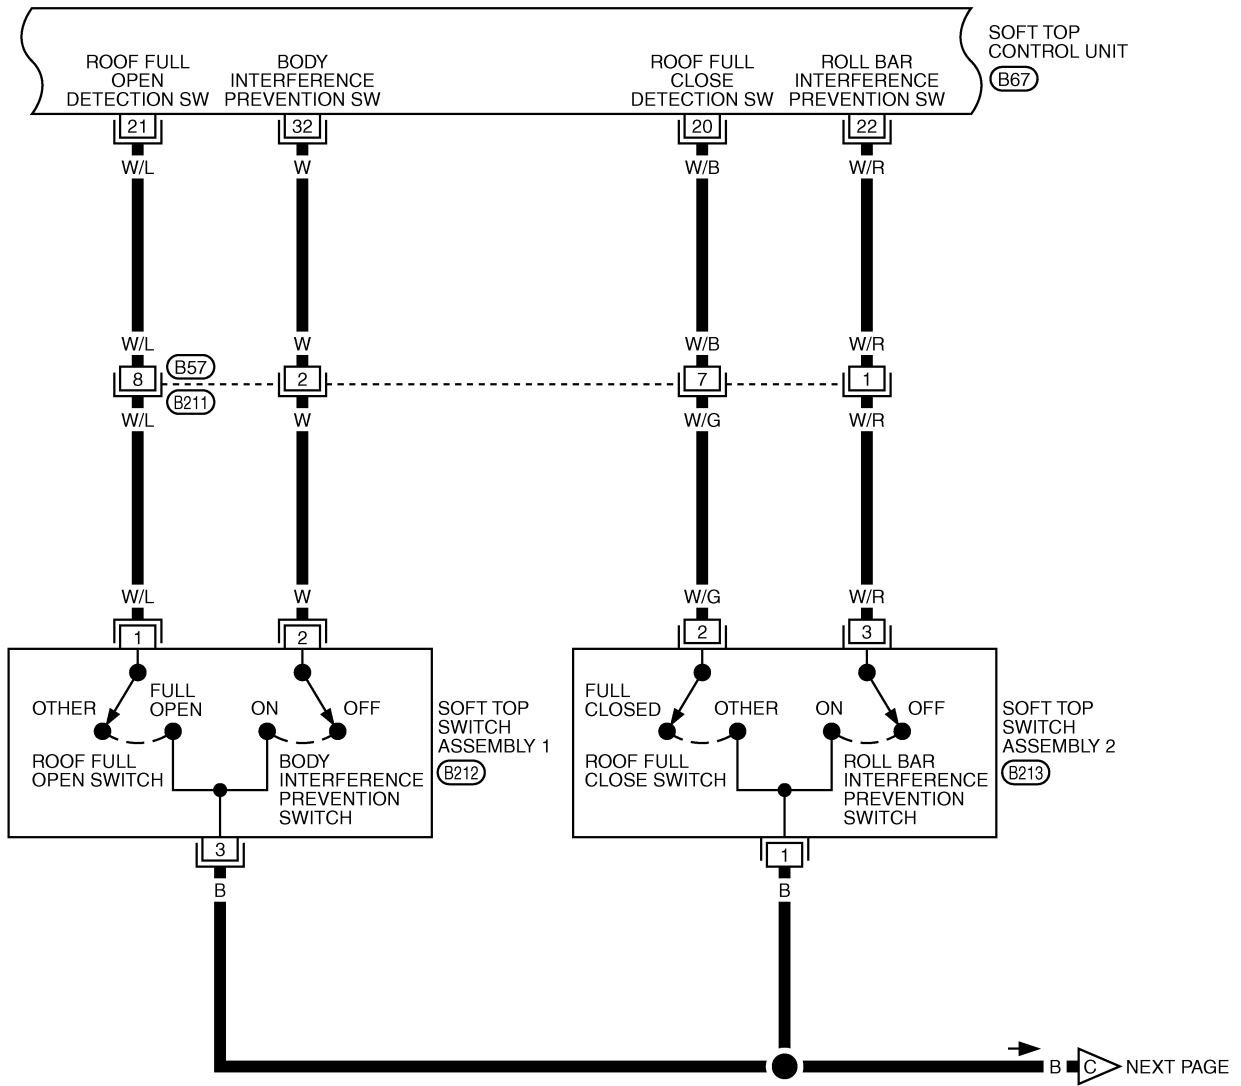 SOFT TOP
CONTROL UNIT
B67
ROOF FULL
OPEN
DETECTION SW
BODY
INTERFERENCE
PREVENTION SW
ROOF FULL
CLOSE
DETECTION SW
ROLL BAR
INTERFERENCE
PREVENTION SW
21
32
20
22
W/L
W
W/B
W/R
W/L
W
W/B
W/R
B57
8
2
7
1
B211
W/L
W
W/G
W/R
W/L
W
W/G
W/R
1
2
2
3
OTHER
FULL
OPEN
ON
OFF
ROOF FULL
OPEN SWITCH
BODY
INTERFERENCE
PREVENTION
SWITCH
SOFT TOP
SWITCH
ASSEMBLY 1
B212
FULL
CLOSED
OTHER
ON
OFF
ROOF FULL
CLOSE SWITCH
ROLL BAR
INTERFERENCE
PREVENTION
SWITCH
SOFT TOP
SWITCH
ASSEMBLY 2
B213
3
1
B
B
B
C
NEXT PAGE